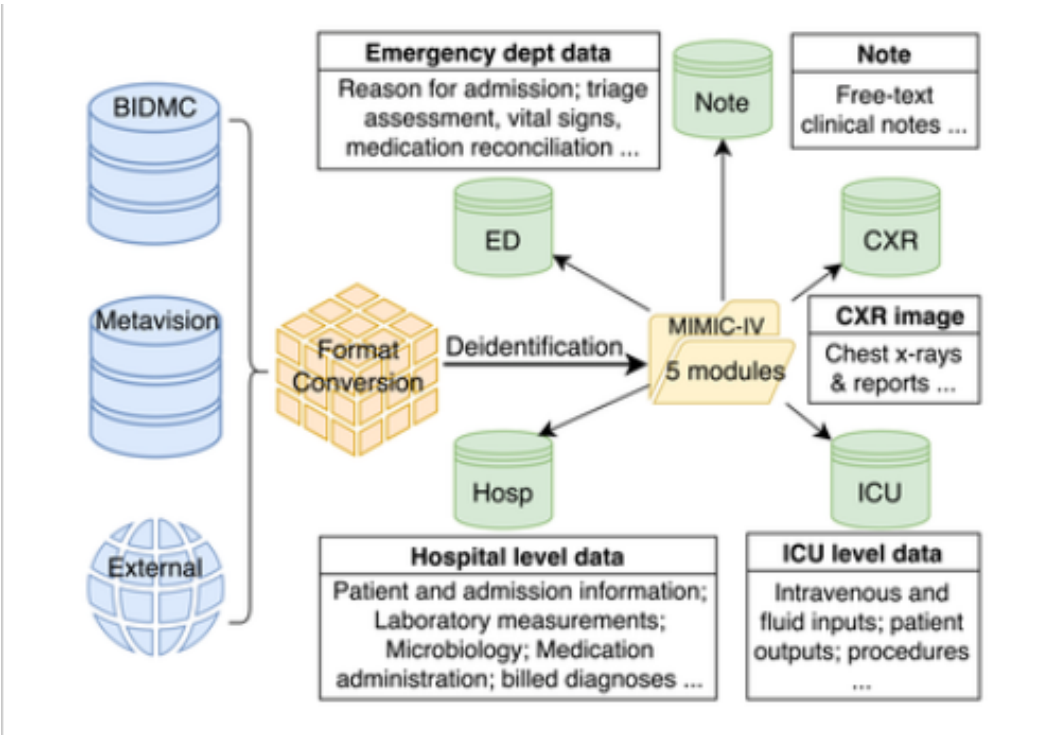 BIDMC
Metavision
External
Format
Conversion
Deidentification
MIMIC-IV
5 modules
Emergency dept data
Reason for admission; triage
assessment, vital signs,
medication reconciliation ...
ED
Note
Note
Free-text
clinical notes ...
CXR
CXR image
Chest x-rays
& reports ...
Hosp
Hospital level data
Patient and admission information;
Laboratory measurements;
Microbiology; Medication
administration; billed diagnoses ...
ICU
ICU level data
Intravenous and
fluid inputs; patient
outputs; procedures
...